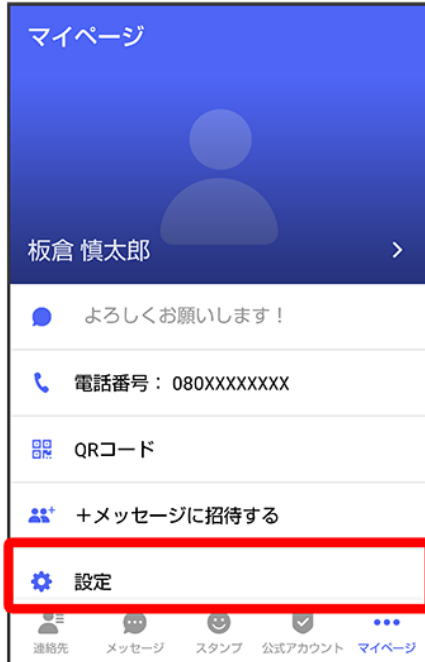 マイページ
板倉 慎太郎
よろしくお願いします！
電話番号： 080XXXXXXXX
QRコード
＋メッセージに招待する
設定
連絡先 メッセージ スタンプ 公式アカウント マイページ